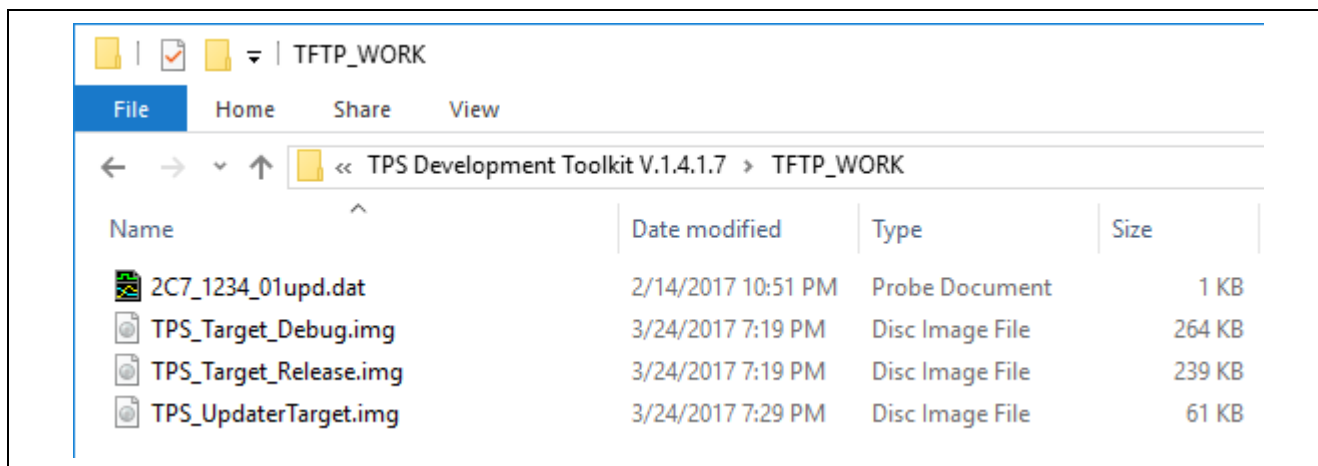 TFTP_WORK
File Home Share View
« TPS Development Toolkit V.1.4.1.7 > TFTP_WORK
Name Date modified Type Size
2C7_1234_01upd.dat 2/14/2017 10:51 PM Probe Document 1 KB
TPS_Target_Debug.img 3/24/2017 7:19 PM Disc Image File 264 KB
TPS_Target_Release.img 3/24/2017 7:19 PM Disc Image File 239 KB
TPS_UpdaterTarget.img 3/24/2017 7:29 PM Disc Image File 61 KB